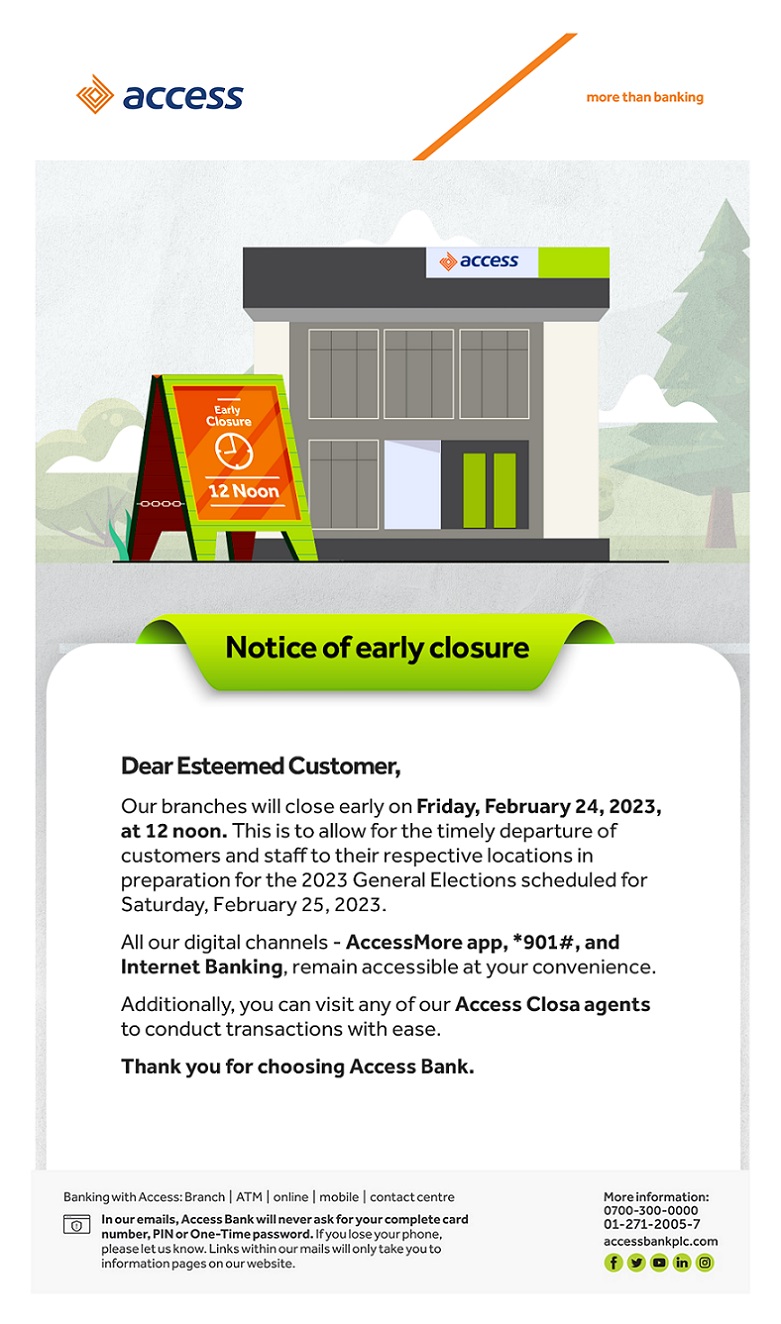 access
more than banking
access
Early
Closure
12 Noon
Notice of early closure
Dear Esteemed Customer,
Our branches will close early on Friday, February 24, 2023,
at 12 noon. This is to allow for the timely departure of
customers and staff to their respective locations in
preparation for the 2023 General Elections scheduled for
Saturday, February 25, 2023.
All our digital channels - AccessMore app, *901#, and
Internet Banking, remain accessible at your convenience.
Additionally, you can visit any of our Access Closa agents
to conduct transactions with ease.
Thank you for choosing Access Bank.
Banking with Access: Branch | ATM | online | mobile | contact centre
In our emails, Access Bank will never ask for your complete card
number, PIN or One-Time password. If you lose your phone,
please let us know. Links within our mails will only take you to
information pages on our website.
More information:
0700-300-0000
01-271-2005-7
accessbankplc.com